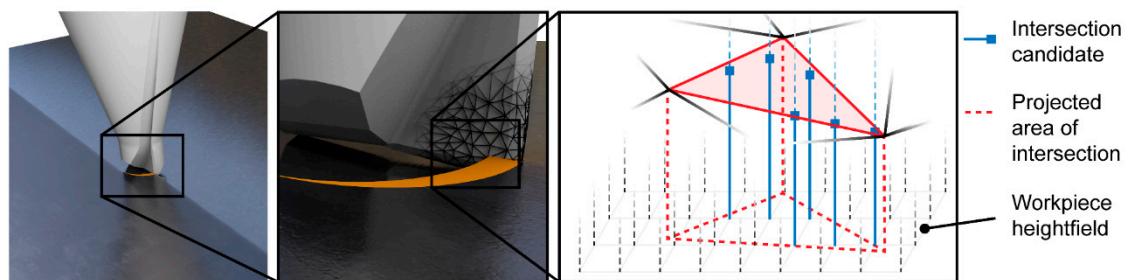 Intersection
candidate
Projected
area of
intersection
Workpiece
heightfield